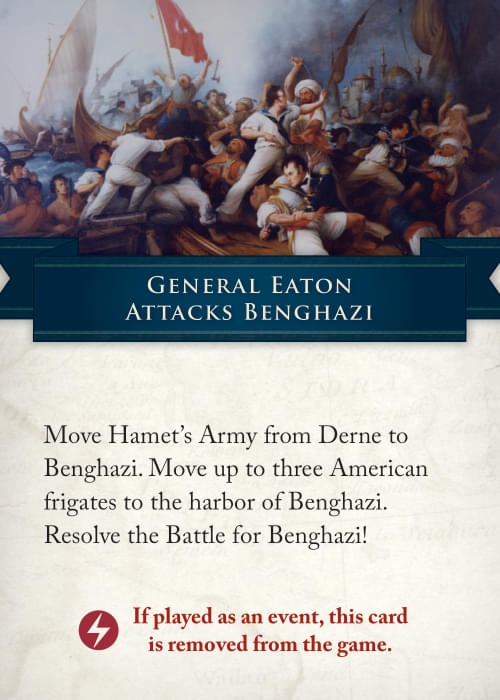 General Eaton
Attacks Benghazi
Move Hamet's Army from Derne to
Benghazi. Move up to three American
frigates to the harbor of Benghazi.
Resolve the Battle for Benghazi!
If played as an event, this card
is removed from the game.